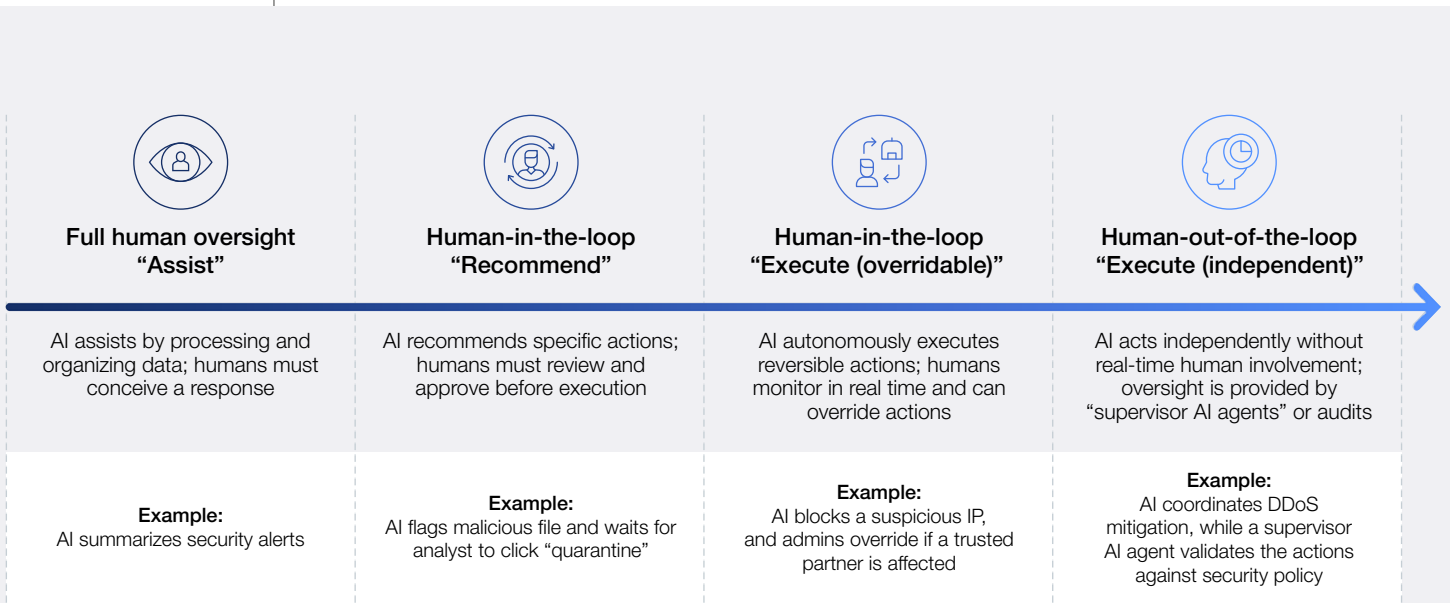 Full human oversight
“Assist”
AI assists by processing and
organizing data; humans must
conceive a response
Example:
AI summarizes security alerts
Human-in-the-loop
“Recommend”
AI recommends specific actions;
humans must review and
approve before execution
Example:
AI flags malicious file and waits for
analyst to click “quarantine”
Human-in-the-loop
“Execute (overridable)”
AI autonomously executes
reversible actions; humans
monitor in real time and can
override actions
Example:
AI blocks a suspicious IP,
and admins override if a trusted
partner is affected
Human-out-of-the-loop
“Execute (independent)”
AI acts independently without
real-time human involvement;
oversight is provided by
“supervisor AI agents” or audits
Example:
AI coordinates DDoS
mitigation, while a supervisor
AI agent validates the actions
against security policy